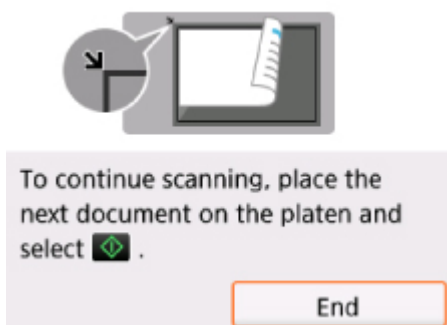 To continue scanning, place the
next document on the platen and
select .
End